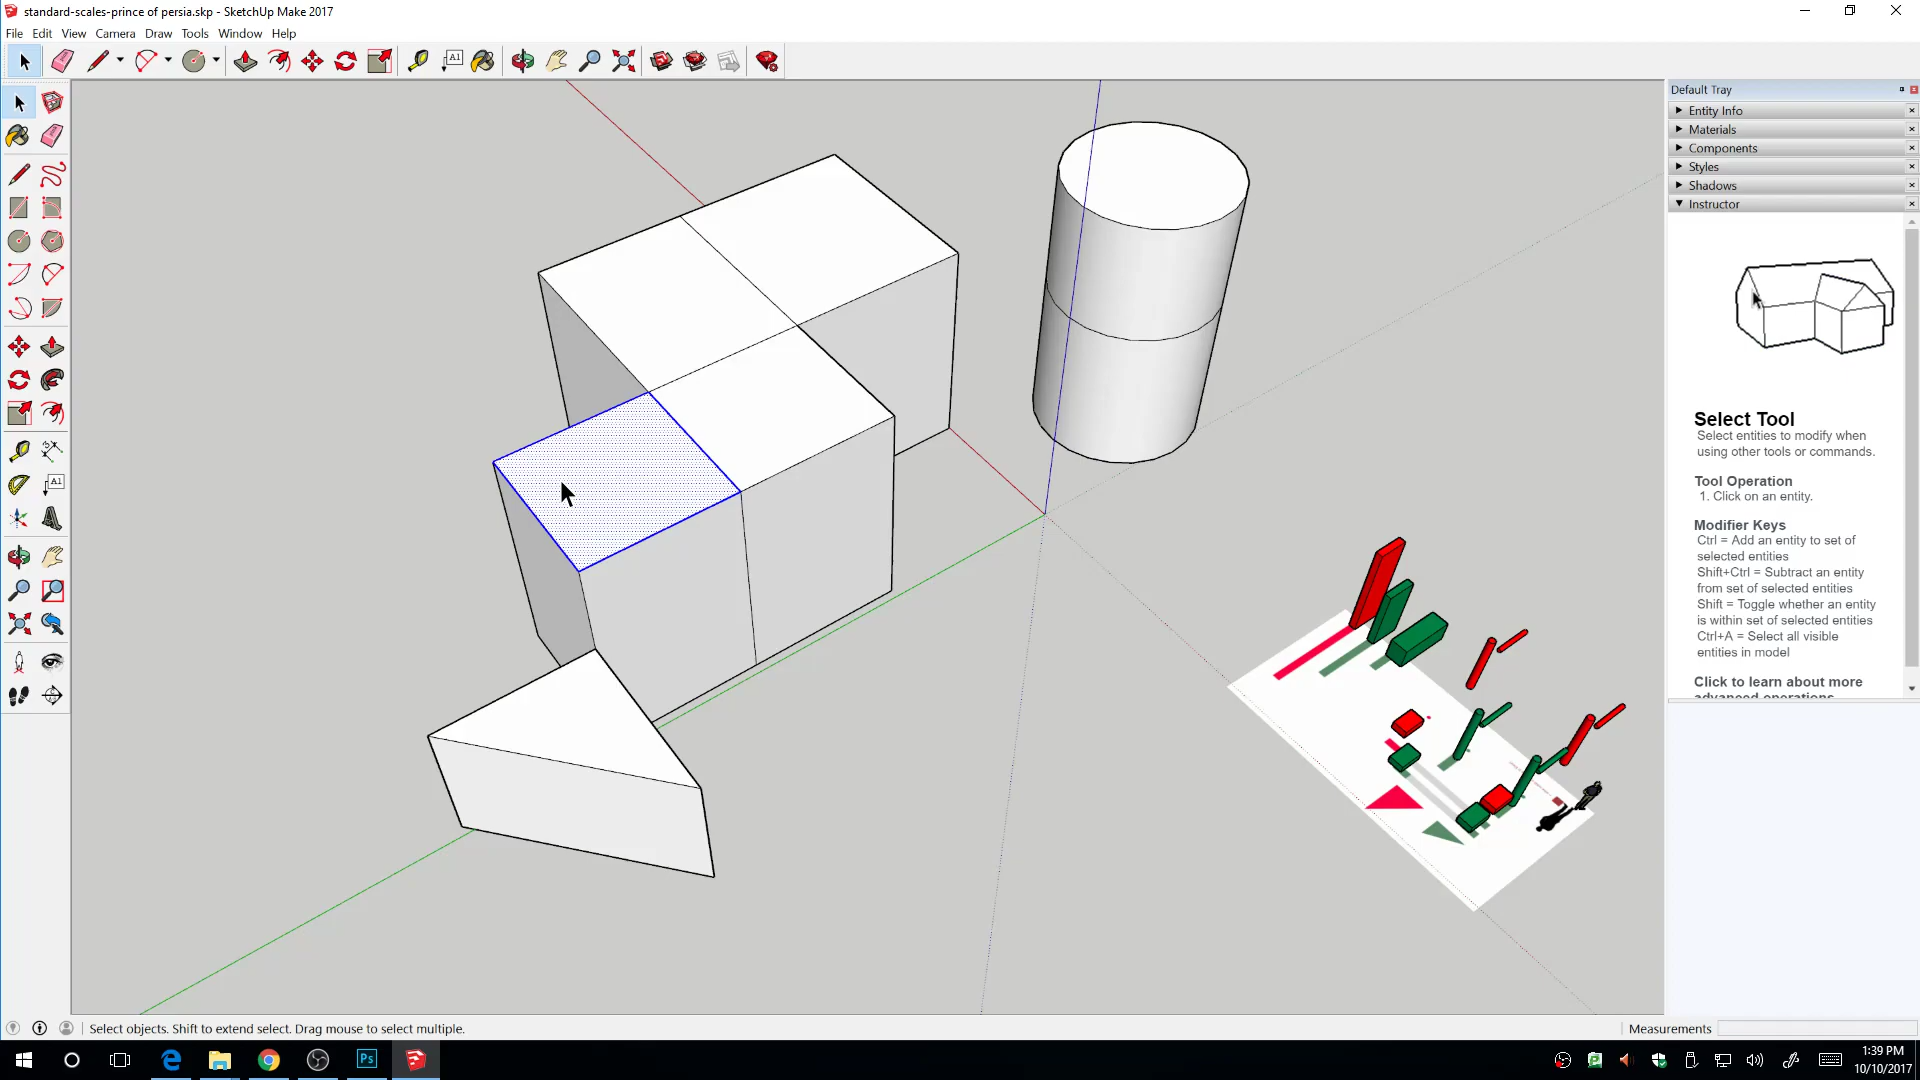 standard-scales-prince of persia.skp - SketchUp Make 2017
File Edit View Camera Draw Tools Window Help
A1
Default Tray
Entity Info
Materials
Components
Styles
Shadows
Instructor
A1
Select Tool
Select entities to modify when
using other tools or commands.
Tool Operation
1. Click on an entity.
Modifier Keys
Ctrl = Add an entity to set of
selected entities
Shift+Ctrl = Subtract an entity
from set of selected entities
Shift = Toggle whether an entity
is within set of selected entities
Ctrl+A = Select all visible
entities in model
Click to learn about more
advanced operations
Select objects. Shift to extend select. Drag mouse to select multiple.
Measurements
Ps
1:39 PM
10/10/2017